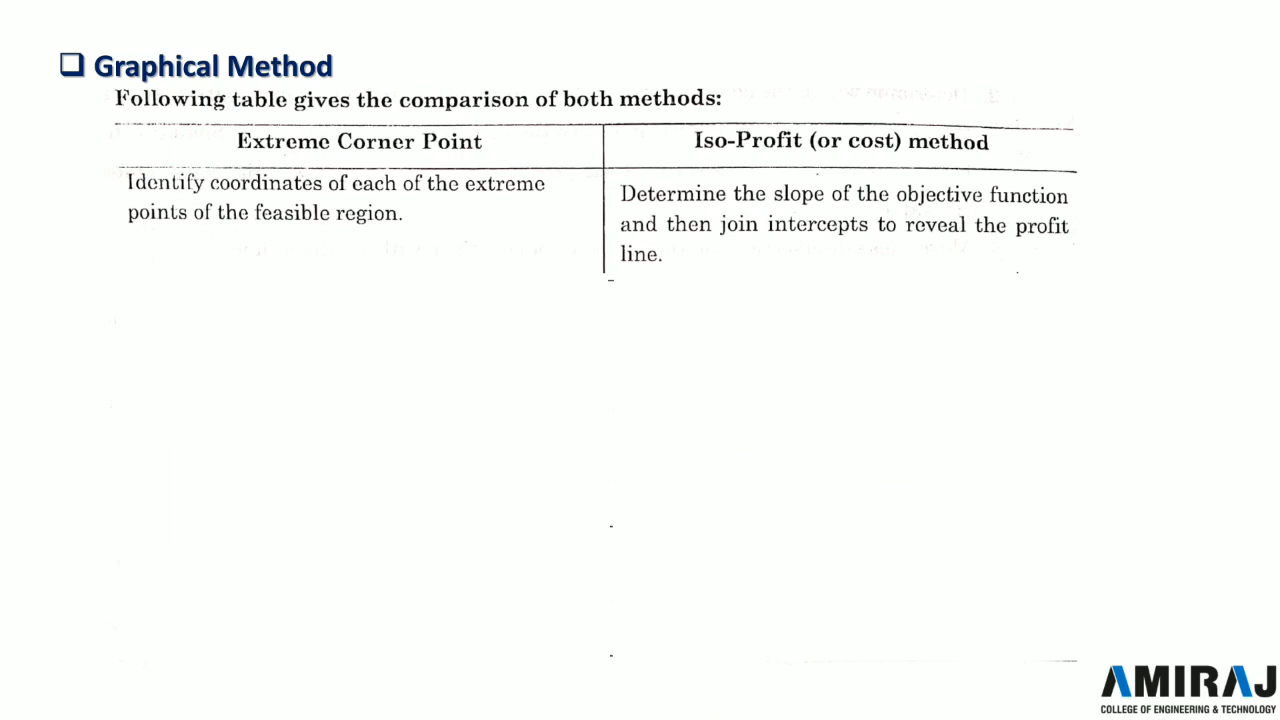 Graphical Method
Following table gives the comparison of both methods:
Extreme Corner Point
Iso-Profit (or cost) method
Identify coordinates of each of the extreme
points of the feasible region.
Determine the slope of the objective function
and then join intercepts to reveal the profit
line.
AMIRAJ
COLLEGE OF ENGINEERING & TECHNOLOGY